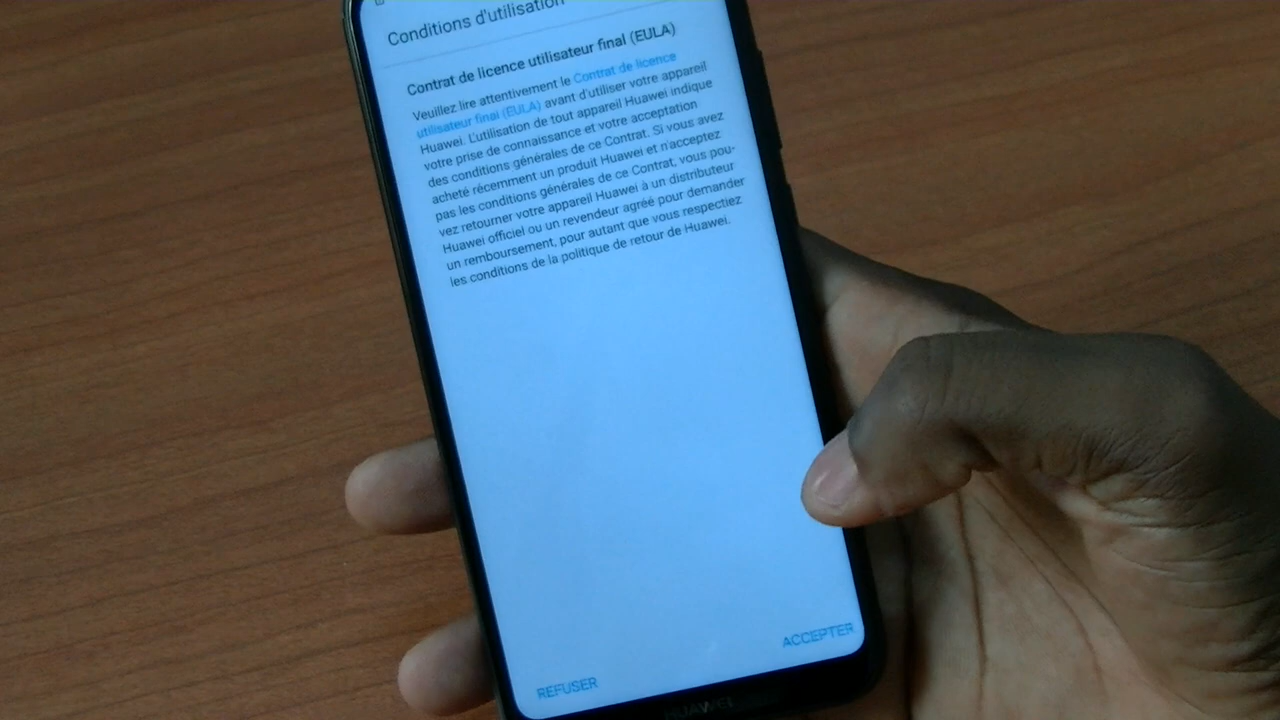 Conditions d'utilisation
Contrat de licence utilisateur final (EULA)
Veuillez lire attentivement le Contrat de licence
utilisateur final (EULA) avant d'utiliser votre appareil
Huawei. L'utilisation de tout appareil Huawei indique
votre prise de connaissance et votre acceptation
des conditions générales de ce Contrat. Si vous avez
acheté récemment un produit Huawei et n'acceptez
pas les conditions générales de ce Contrat, vous pou-
vez retourner votre appareil Huawei à un distributeur
Huawei officiel ou un revendeur agréé pour demander
un remboursement, pour autant que vous respectiez
les conditions de la politique de retour de Huawei.
REFUSER
ACCEPTER
HUAWEI